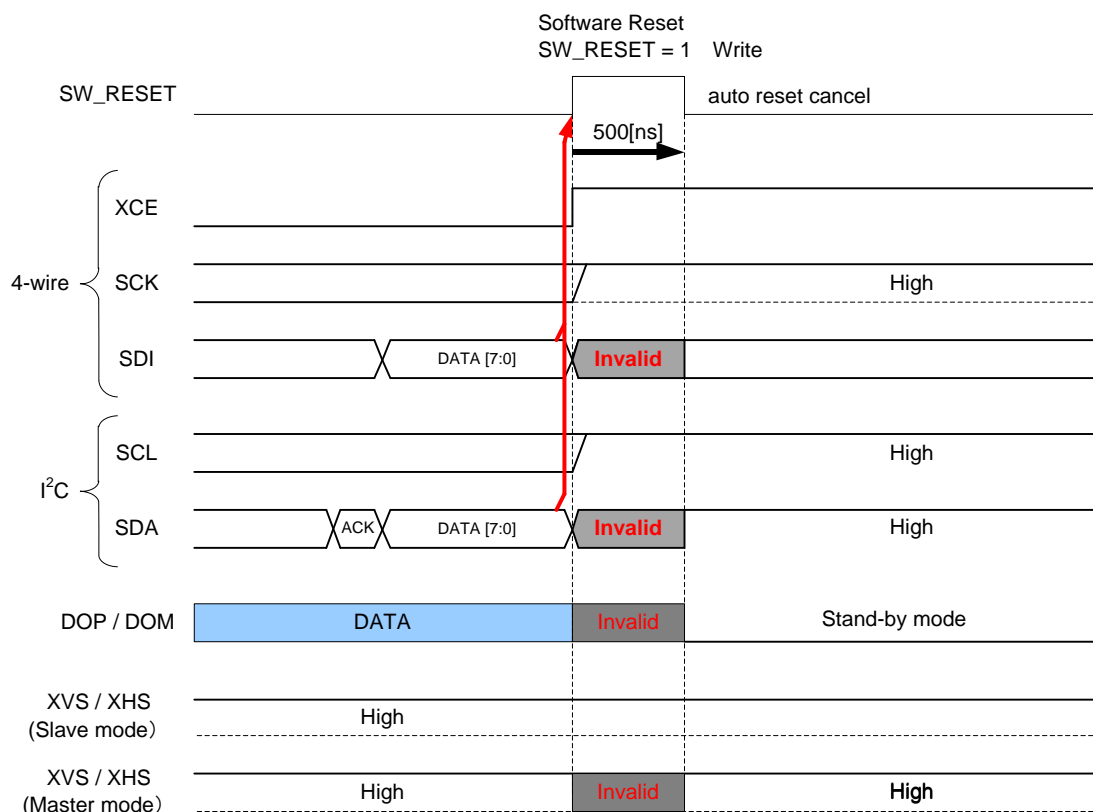 Software Reset
SW_RESET = 1 Write
SW_RESET
auto reset cancel
500[ns]
XCE
4-wire
SCK
High
SDI
DATA [7:0]
Invalid
SCL
High
I²C
SDA
ACK
DATA [7:0]
Invalid
High
DOP / DOM
DATA
Invalid
Stand-by mode
XVS / XHS
(Slave mode）
High
XVS / XHS
(Master mode）
High
Invalid
High